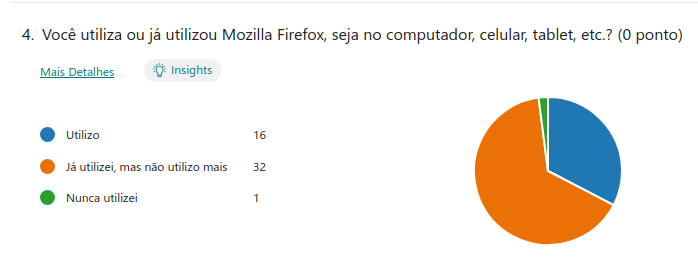 4. Você utiliza ou já utilizou Mozilla Firefox, seja no computador, celular, tablet, etc.? (0 ponto)
Mais Detalhes Insights
Utilizo 16
Já utilizei, mas não utilizo mais 32
Nunca utilizei 1